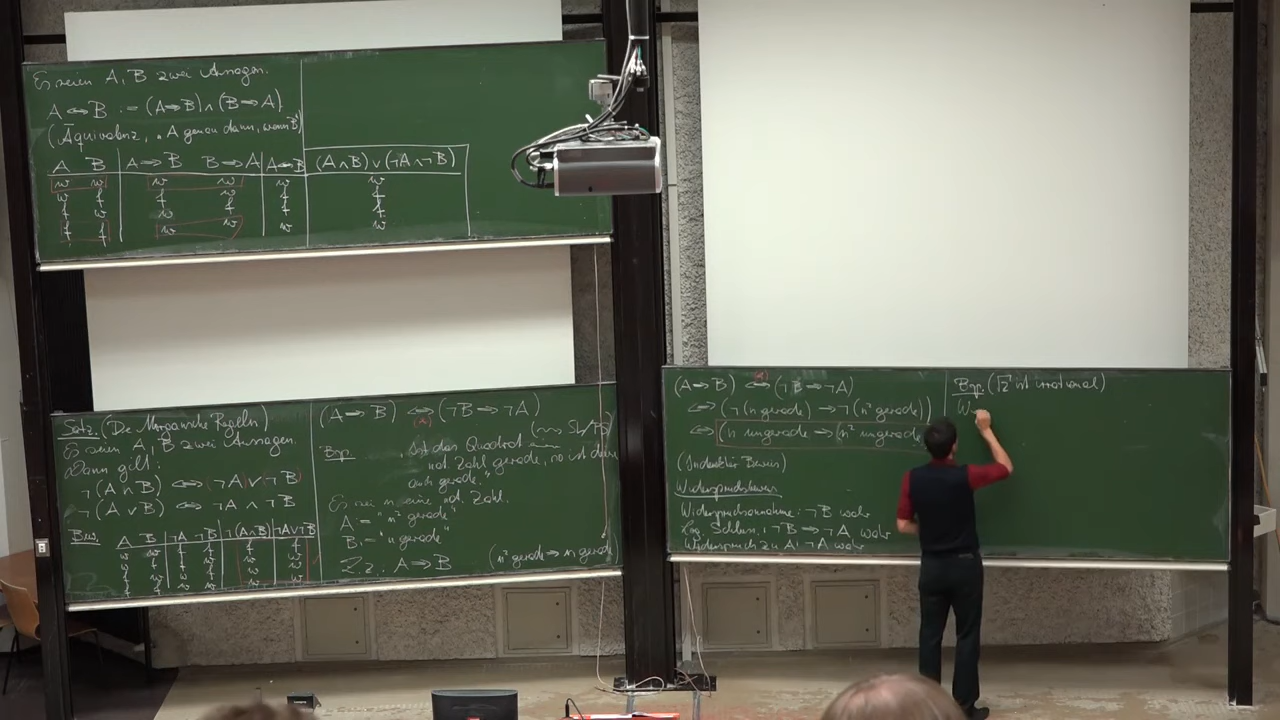 Es seien A, B zwei Aussagen.
A ⇔ B := (A ⇒ B) ∧ (B ⇒ A)
(Äquivalenz, „A genau dann, wenn B")
A B A ⇒ B B ⇒ A A ⇔ B (A ∧ B) ∨ (¬A ∧ ¬B)
w w w w w w
w f f w f f
f w w f f f
f f w w w w
Satz. (De Morgansche Regeln)
Es seien A, B zwei Aussagen.
Dann gilt:
¬(A ∧ B) ⇔ ¬A ∨ ¬B
¬(A ∨ B) ⇔ ¬A ∧ ¬B
Bew. A B ¬A ¬B ¬(A∧B) ¬A∨¬B
w w f f f f
w f f w w w
f w w f w w
f f w w w w
(A ⇒ B) ⇔ (¬B ⇒ ¬A)
(*)
Bsp. „Ist das Quadrat einer
nat. Zahl gerade, so ist diese
auch gerade."
Es sei n eine nat. Zahl.
A = "n² gerade"
B = "n gerade"
Z.z.: A ⇒ B (n² gerade ⇒ n gerade)
(A ⇒ B) ⇔ (¬B ⇒ ¬A)
⇔ (¬(n gerade) ⇒ ¬(n² gerade))
⇔ (n ungerade ⇒ (n² ungerade
(Indirekter Beweis)
Widerspruchsbeweis
Widerspruchsannahme: ¬B wahr
Log. Schluss: ¬B ⇒ ¬A wahr
Widerspruch zu A: ¬A wahr
Bsp. (√2 ist irrational)